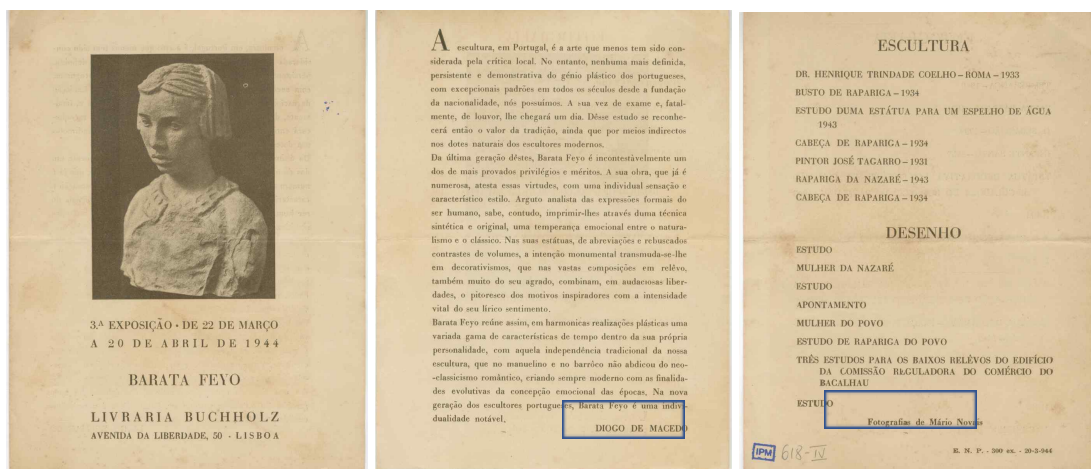 3.ª EXPOSIÇÃO · DE 22 DE MARÇO
A 20 DE ABRIL DE 1944
BARATA FEYO
LIVRARIA BUCHHOLZ
AVENIDA DA LIBERDADE, 50 - LISBOA
A escultura, em Portugal, é a arte que menos tem sido con-
siderada pela crítica local. No entanto, nenhuma mais definida,
persistente e demonstrativa do génio plástico dos portugueses,
com excepcionais padrões em todos os séculos desde a fundação
da nacionalidade, nós possuimos. A sua vez de exame e, fatal-
mente, de louvor, lhe chegará um dia. Dêsse estudo se reconhe-
cerá então o valor da tradição, ainda que por meios indirectos
nos dotes naturais dos escultores modernos.
Da última geração dêstes, Barata Feyo é incontestàvelmente um
dos de mais provados privilégios e méritos. A sua obra, que já é
numerosa, atesta essas virtudes, com uma individual sensação e
característico estilo. Arguto analista das expressões formais do
ser humano, sabe, contudo, imprimir-lhes através duma técnica
sintética e original, uma temperança emocional entre o natura-
lismo e o clássico. Nas suas estátuas, de abreviações e rebuscados
contrastes de volumes, a intenção monumental transmuda-se-lhe
em decorativismos, que nas vastas composições em relêvo,
também muito do seu agrado, combinam, em audaciosas liber-
dades, o pitoresco dos motivos inspiradores com a intensidade
vital do seu lírico sentimento.
Barata Feyo reúne assim, em harmonicas realizações plásticas uma
variada gama de características de tempo dentro da sua própria
personalidade, com aquela independência tradicional da nossa
escultura, que no manuelino e no barrôco não abdicou do neo-
-classicismo romântico, criando sempre moderno com as finalida-
des evolutivas da concepção emocional das épocas. Na nova
geração dos escultores portugueses, Barata Feyo é uma indivi-
dualidade notável.
DIOGO DE MACEDO
ESCULTURA
DR. HENRIQUE TRINDADE COELHO – ROMA – 1933
BUSTO DE RAPARIGA – 1934
ESTUDO DUMA ESTÁTUA PARA UM ESPELHO DE ÁGUA
1943
CABEÇA DE RAPARIGA – 1934
PINTOR JOSÉ TAGARRO – 1931
RAPARIGA DA NAZARÉ – 1943
CABEÇA DE RAPARIGA – 1934
DESENHO
ESTUDO
MULHER DA NAZARÉ
ESTUDO
APONTAMENTO
MULHER DO POVO
ESTUDO DE RAPARIGA DO POVO
TRÊS ESTUDOS PARA OS BAIXOS RELÊVOS DO EDIFÍCIO
DA COMISSÃO REGULADORA DO COMÉRCIO DO
BACALHAU
ESTUDO
Fotografias de Mário Novais
IPM 618-IV
E. N. P. - 300 ex. - 20-3-944